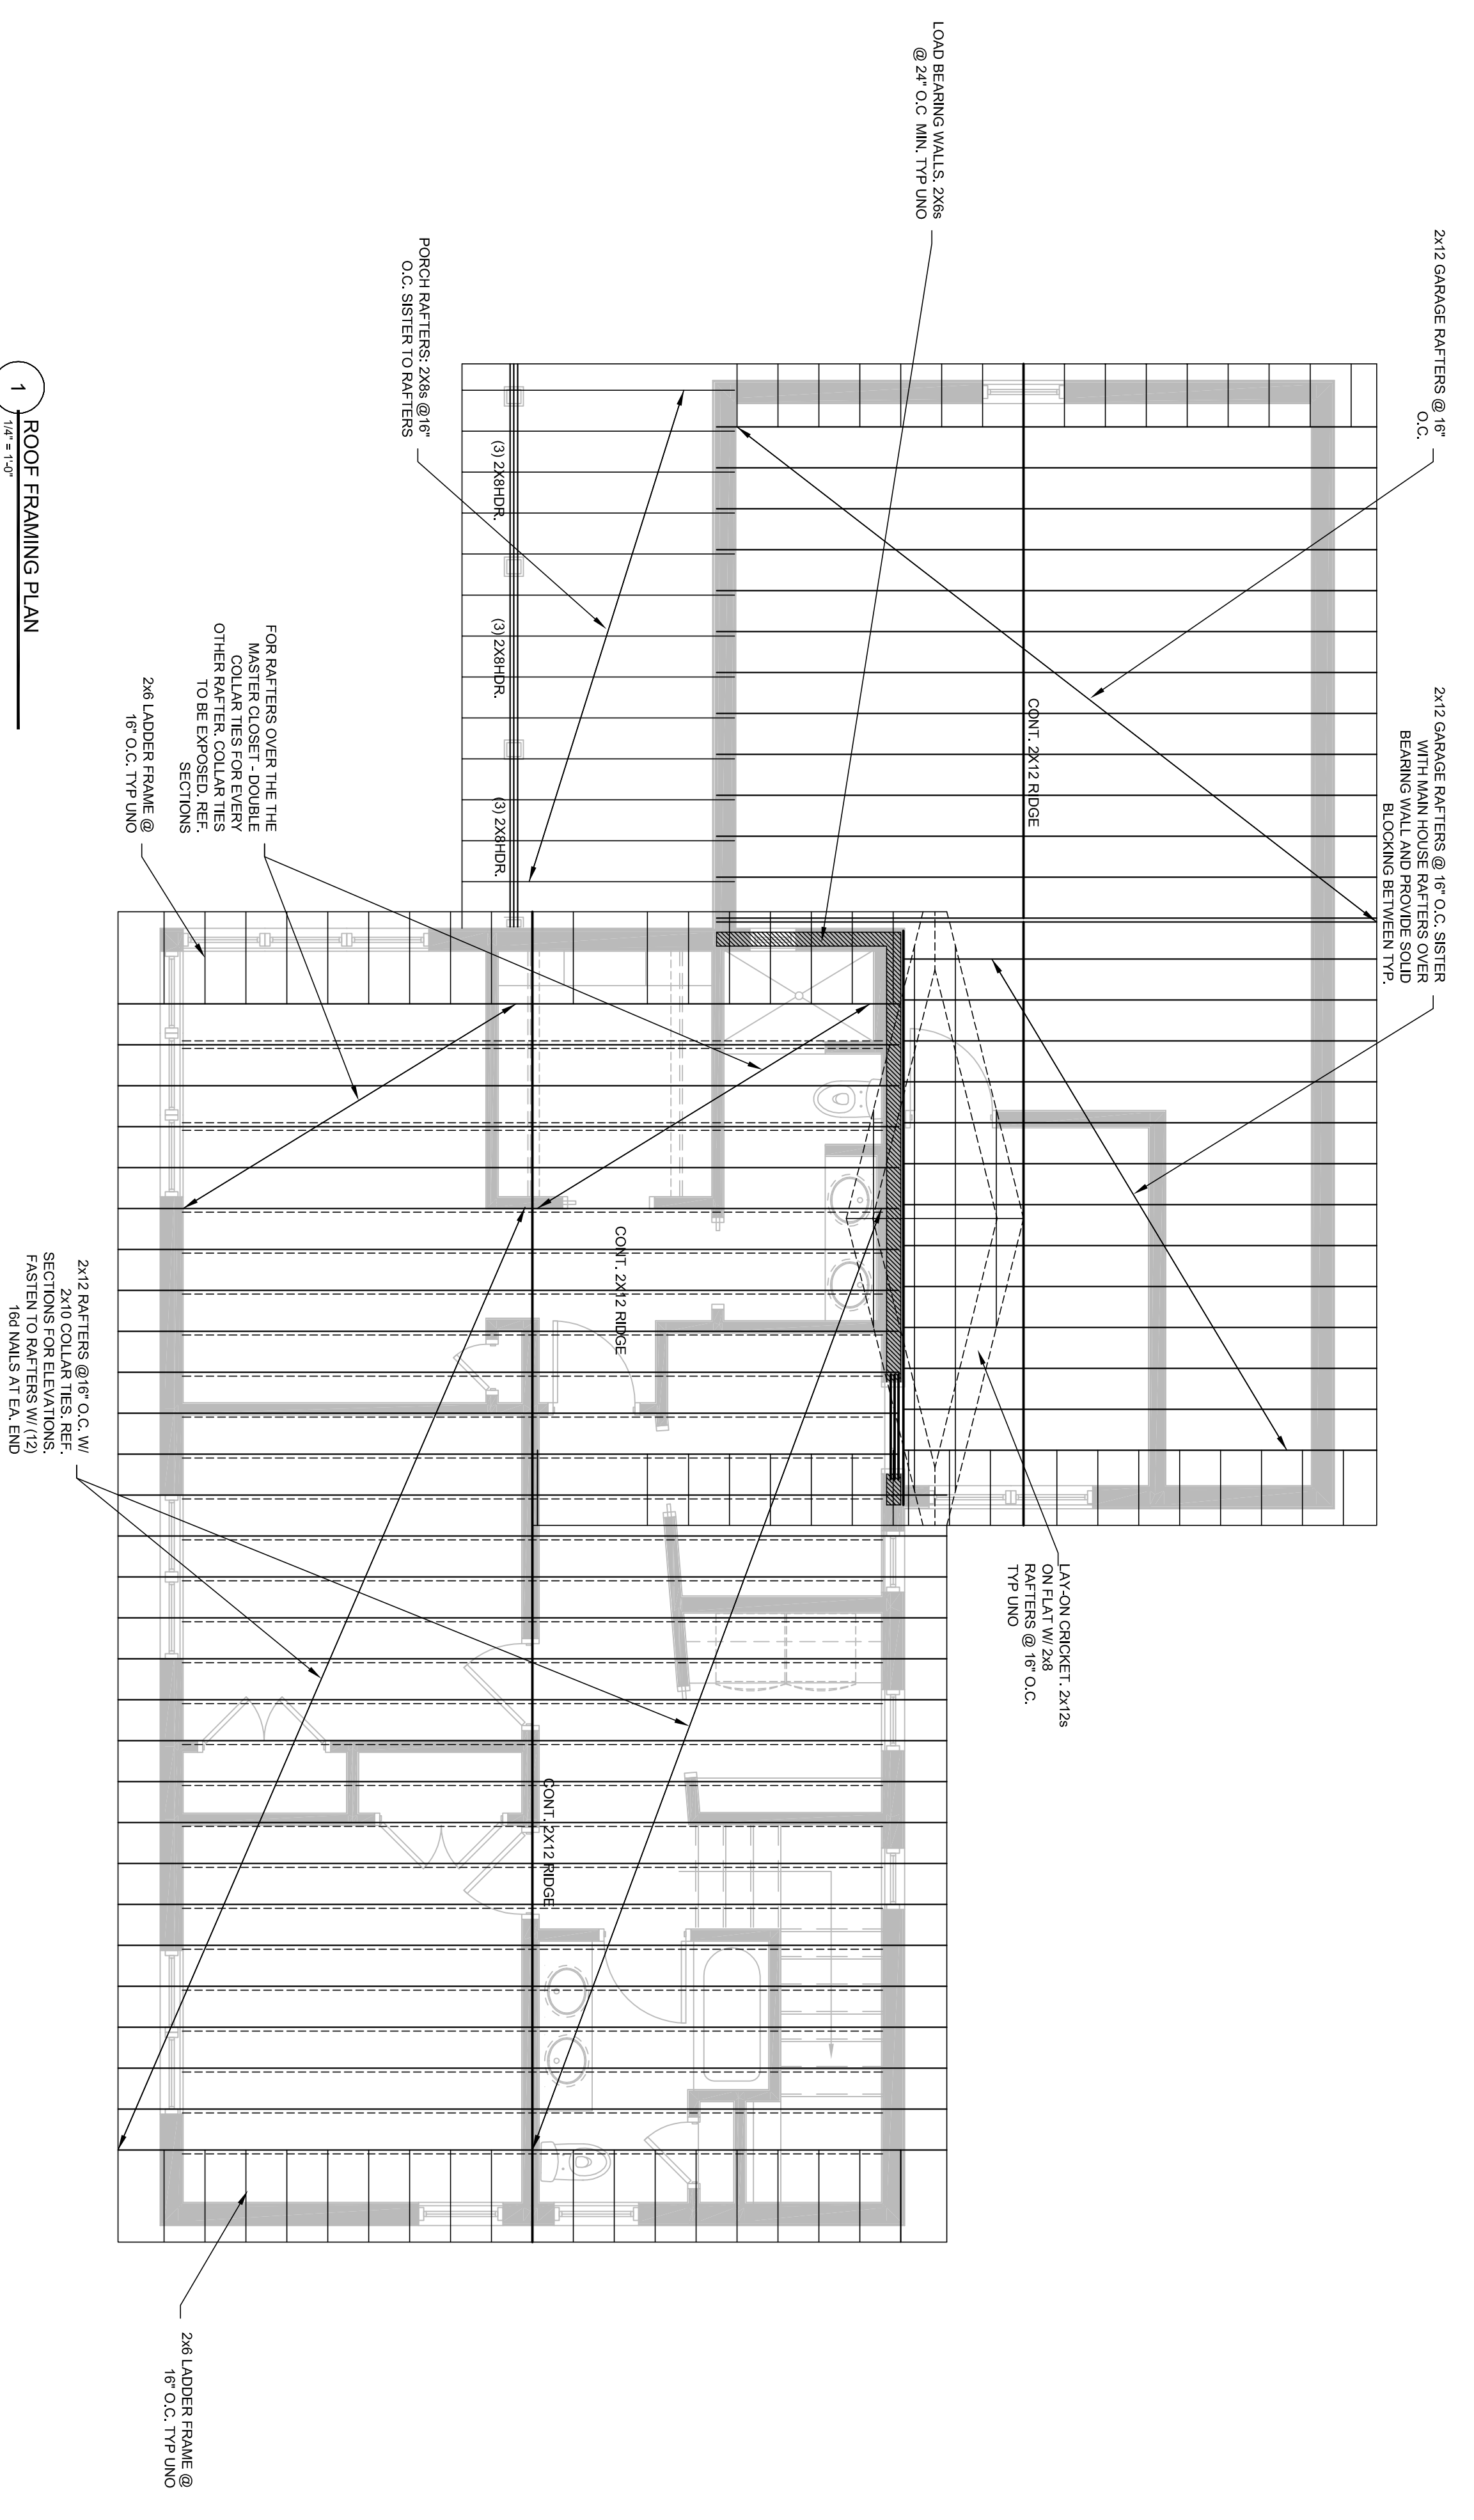 2x12 GARAGE RAFTERS @ 16"
O.C.
2x12 GARAGE RAFTERS @ 16" O.C. SISTER
WITH MAIN HOUSE RAFTERS OVER
BEARING WALL AND PROVIDE SOLID
BLOCKING BETWEEN TYP.
LOAD BEARING WALLS. 2X6s
@ 24" O.C MIN. TYP UNO
CONT. 2X12 RIDGE
LAY-ON CRICKET. 2x12s
ON FLAT W/ 2x8
RAFTERS @ 16" O.C.
TYP UNO
PORCH RAFTERS: 2X8s @16"
O.C. SISTER TO RAFTERS
(3) 2X8HDR.
(3) 2X8HDR.
(3) 2X8HDR.
CONT. 2X12 RIDGE
CONT. 2X12 RIDGE
FOR RAFTERS OVER THE THE
MASTER CLOSET - DOUBLE
COLLAR TIES FOR EVERY
OTHER RAFTER. COLLAR TIES
TO BE EXPOSED. REF.
SECTIONS
2x6 LADDER FRAME @
16" O.C. TYP UNO
2x12 RAFTERS @16" O.C. W/
2x10 COLLAR TIES. REF.
SECTIONS FOR ELEVATIONS.
FASTEN TO RAFTERS W/ (12)
16d NAILS AT EA. END
2x6 LADDER FRAME @
16" O.C. TYP UNO
1
ROOF FRAMING PLAN
1/4" = 1'-0"